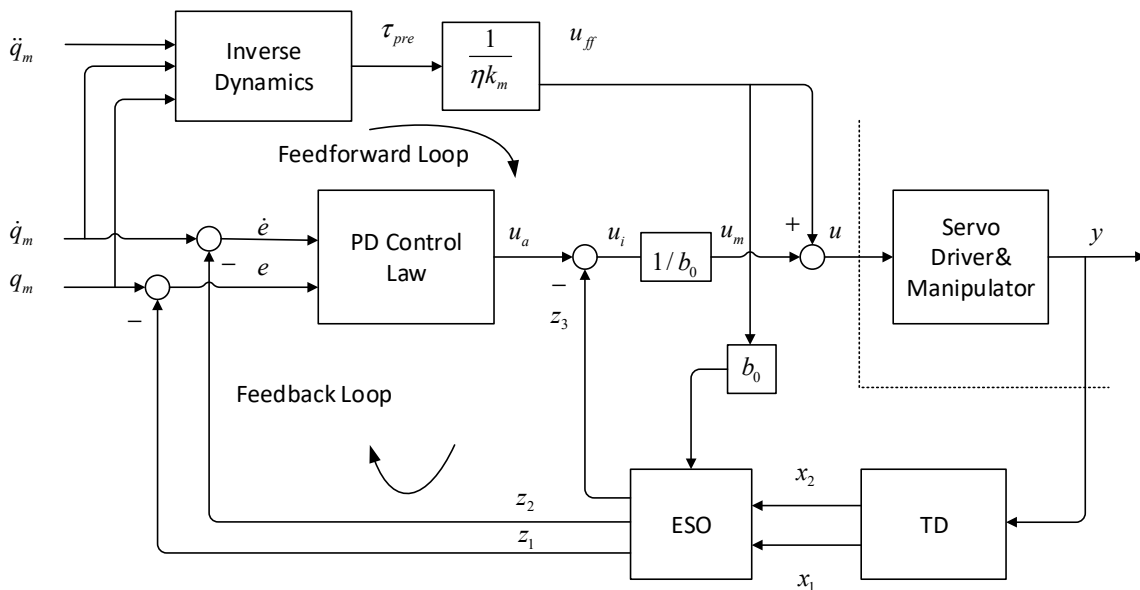 q̈_m
Inverse
Dynamics
τ_pre
1
ηk_m
u_ff
Feedforward Loop
q̇_m
q_m
ė
e
−
−
PD Control
Law
u_a
−
z_3
u_i
1/b_0
u_m
+
u
Servo
Driver&
Manipulator
y
b_0
Feedback Loop
z_2
z_1
ESO
x_2
x_1
TD